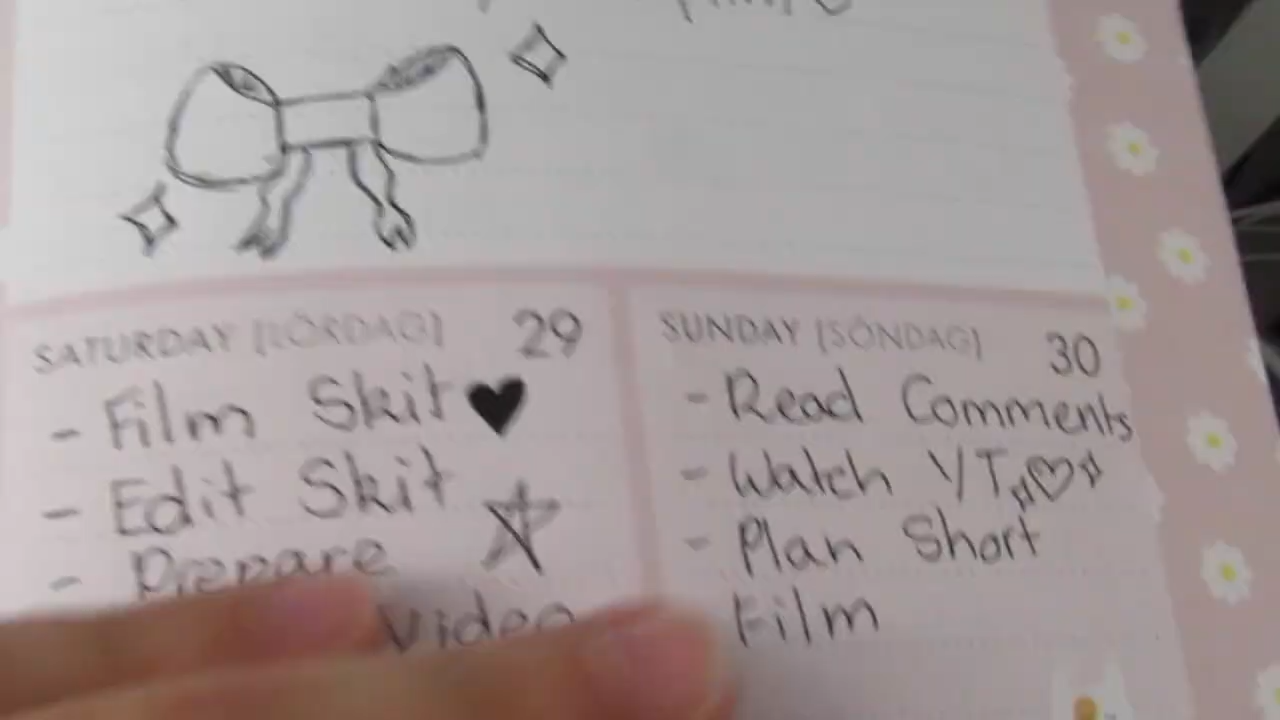 SATURDAY [LÖRDAG] 29
- Film Skit
- Edit Skit
- Prepare
Video
SUNDAY [SÖNDAG] 30
- Read Comments
- Watch YT
- Plan Short
Film